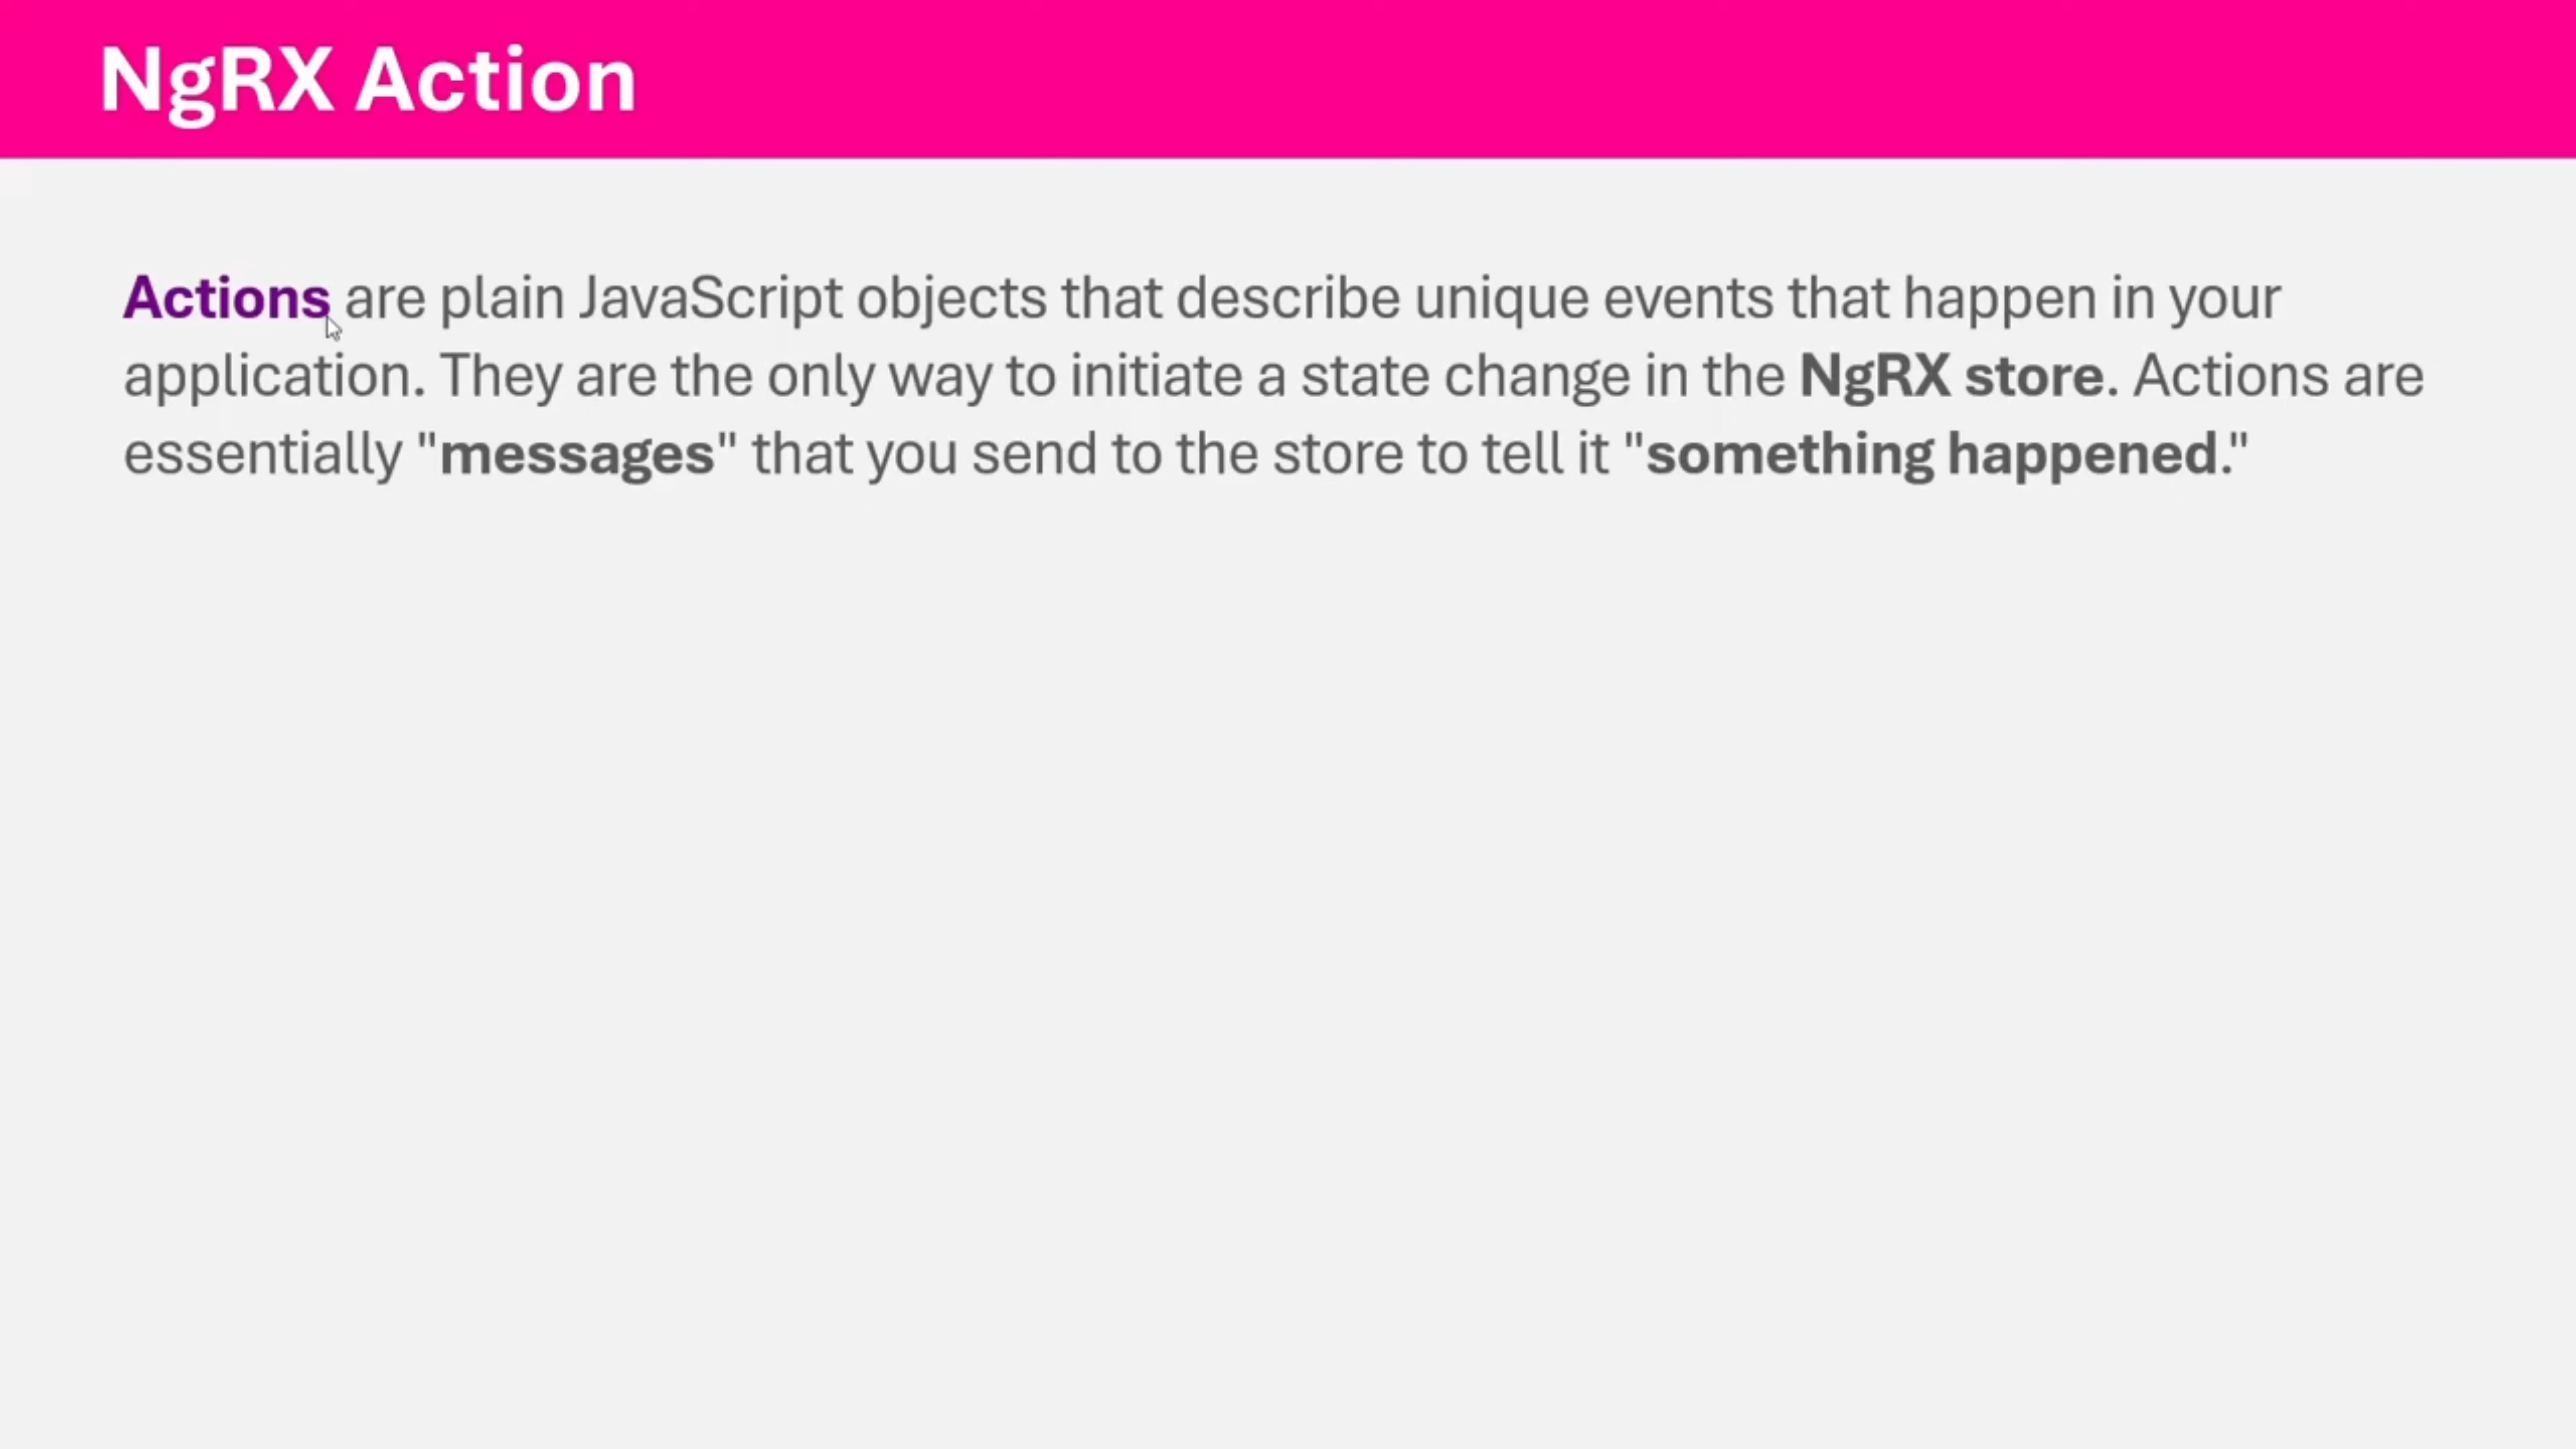 NgRX Action
Actions are plain JavaScript objects that describe unique events that happen in your
application. They are the only way to initiate a state change in the NgRX store. Actions are
essentially "messages" that you send to the store to tell it "something happened."